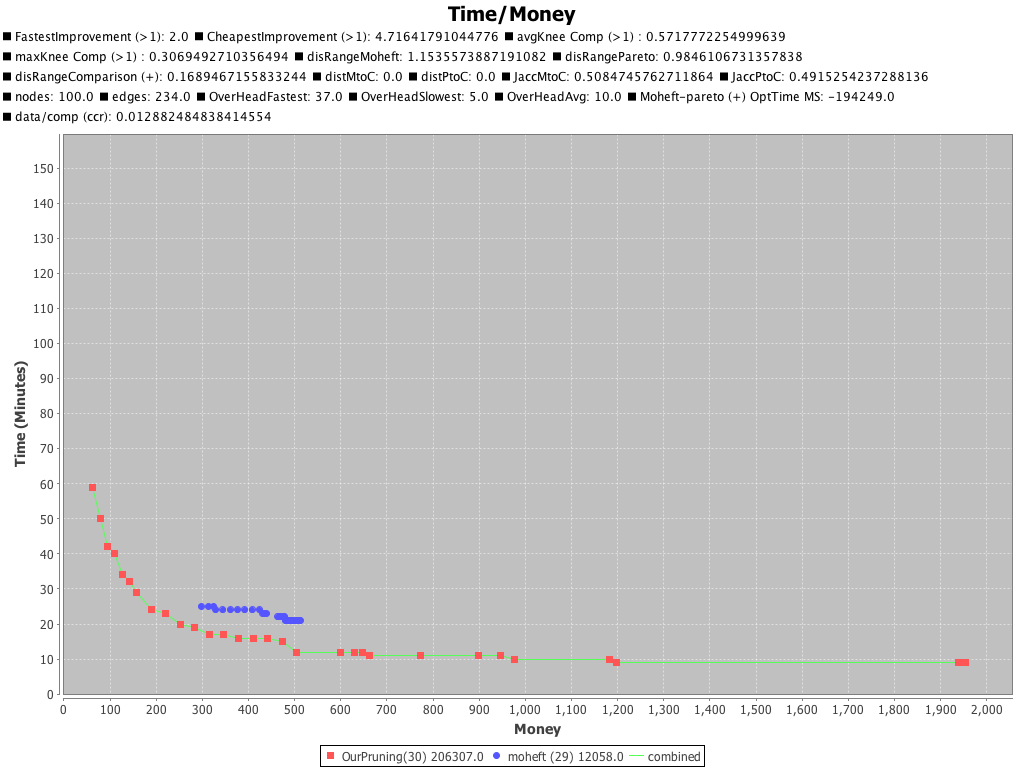 Time/Money
FastestImprovement (>1): 2.0 CheapestImprovement (>1): 4.71641791044776 avgKnee Comp (>1) : 0.5717772254999639
maxKnee Comp (>1) : 0.3069492710356494 disRangeMoheft: 1.1535573887191082 disRangePareto: 0.9846106731357838
disRangeComparison (+): 0.1689467155833244 distMtoC: 0.0 distPtoC: 0.0 JaccMtoC: 0.5084745762711864 JaccPtoC: 0.4915254237288136
nodes: 100.0 edges: 234.0 OverHeadFastest: 37.0 OverHeadSlowest: 5.0 OverHeadAvg: 10.0 Moheft-pareto (+) OptTime MS: -194249.0
data/comp (ccr): 0.012882484838414554
Time (Minutes)
150
140
130
120
110
100
90
80
70
60
50
40
30
20
10
0
0 100 200 300 400 500 600 700 800 900 1,000 1,100 1,200 1,300 1,400 1,500 1,600 1,700 1,800 1,900 2,000
Money
OurPruning(30) 206307.0 moheft (29) 12058.0 combined